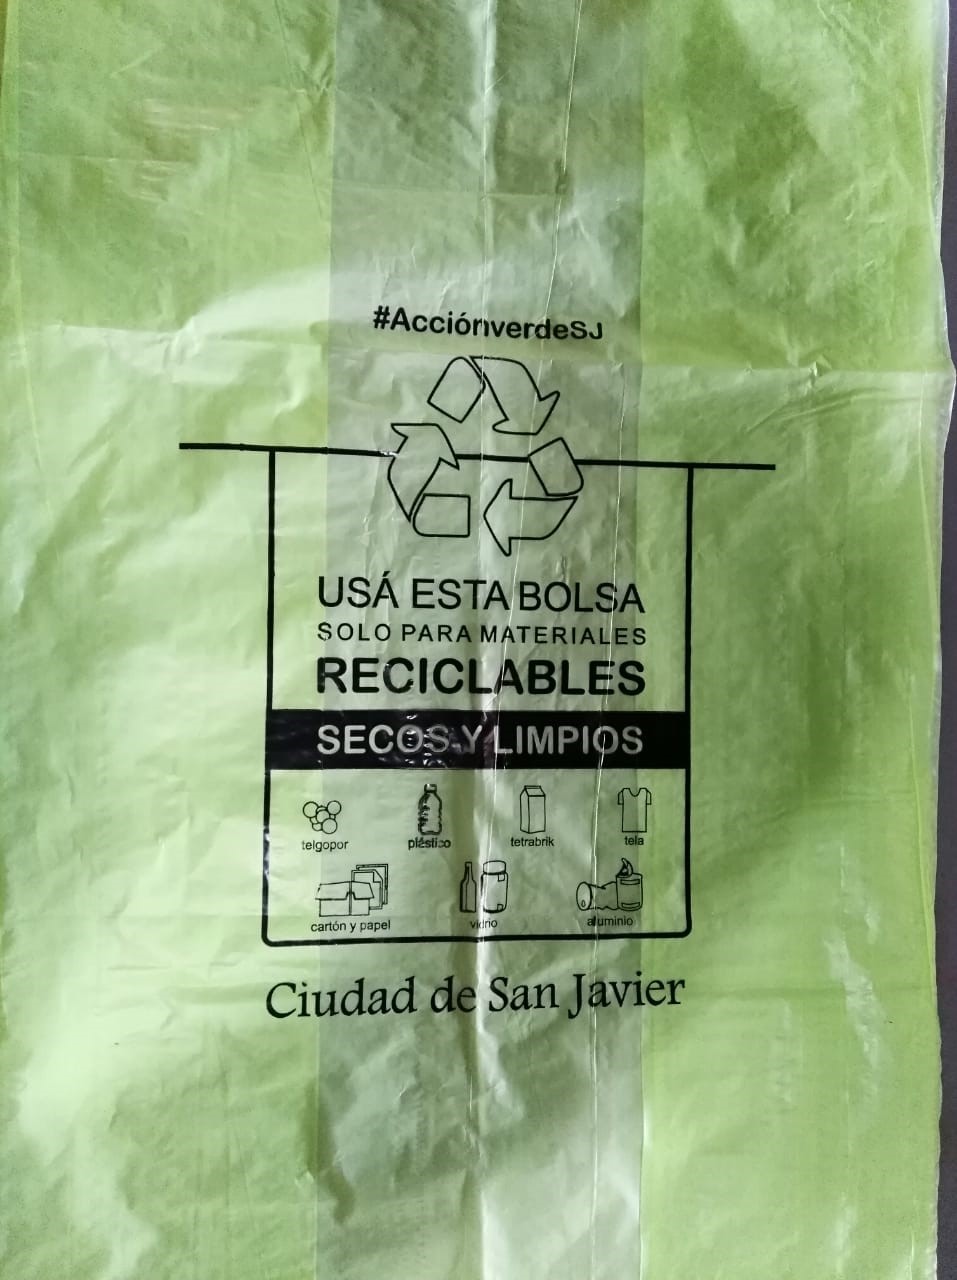 #AcciónverdeSJ
USÁ ESTA BOLSA
SOLO PARA MATERIALES
RECICLABLES
SECOS Y LIMPIOS
telgopor plástico tetrabrik tela
cartón y papel vidrio aluminio
Ciudad de San Javier